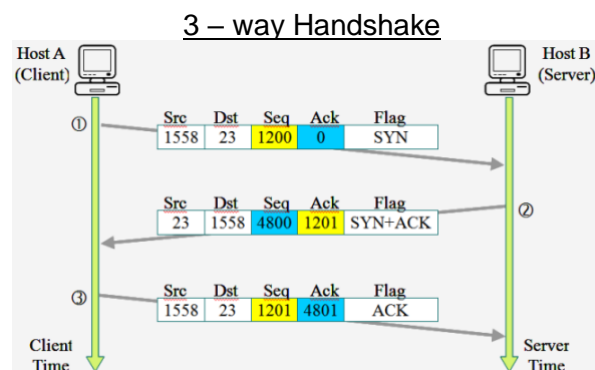 3 – way Handshake
Host A
(Client)
Host B
(Server)
①
Src Dst Seq Ack Flag
1558 23 1200 0 SYN
②
Src Dst Seq Ack Flag
23 1558 4800 1201 SYN+ACK
③
Src Dst Seq Ack Flag
1558 23 1201 4801 ACK
Client
Time
Server
Time